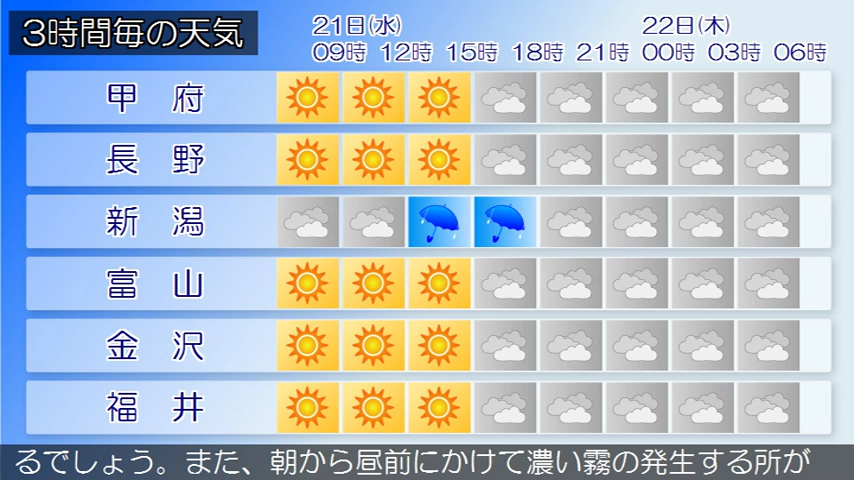 3時間毎の天気
21日(水) 22日(木)
09時 12時 15時 18時 21時 00時 03時 06時
甲府
長野
新潟
富山
金沢
福井
るでしょう。また、朝から昼前にかけて濃い霧の発生する所が